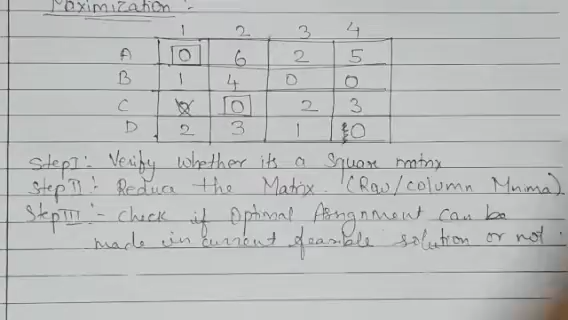 Maximization :-
1 2 3 4
A 0 6 2 5
B 1 4 0 0
C 0 0 2 3
D 2 3 1 0
Step I :- Verify whether its a Square matrix
Step II :- Reduce the Matrix. (Row/column Mnima).
Step III :- Check if Optimal Assignment can be
made in current feasible solution or not.